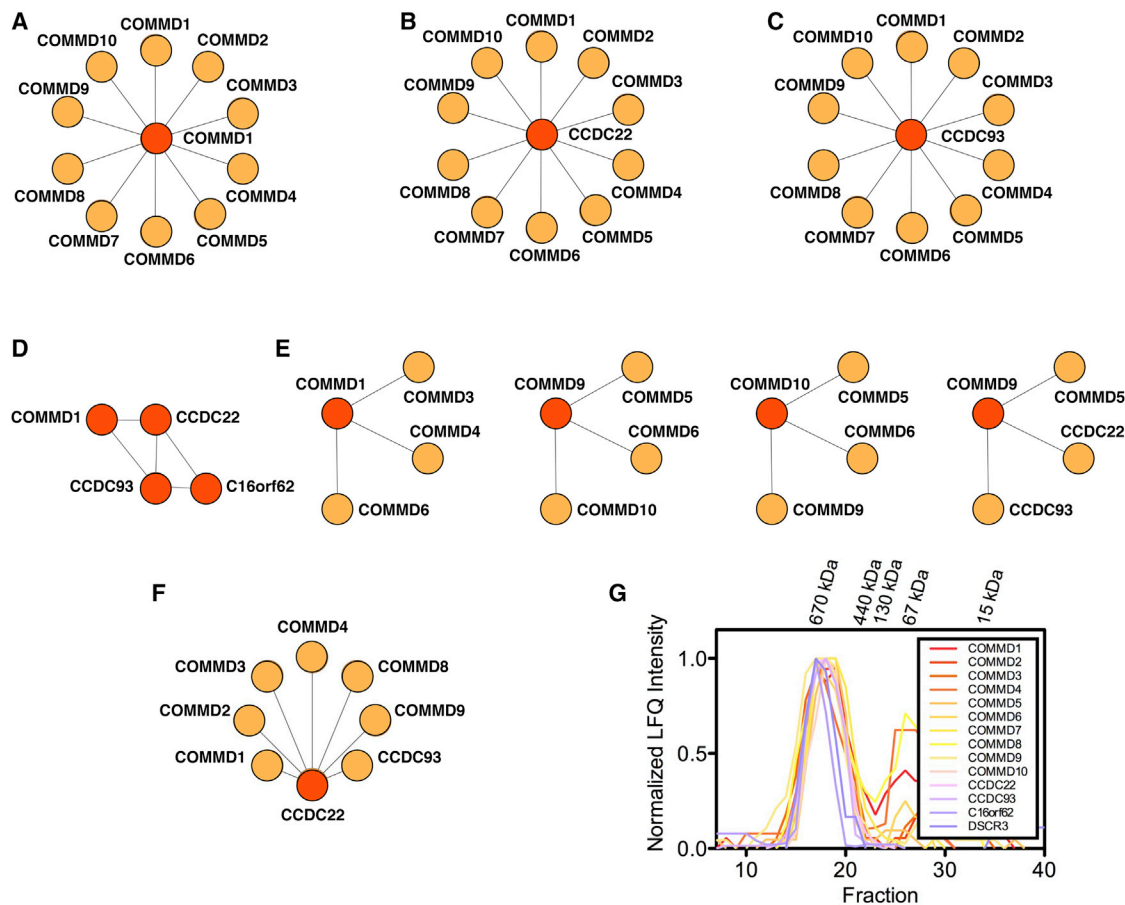 A
COMMD1
COMMD10
COMMD2
COMMD9
COMMD3
COMMD1
COMMD8
COMMD4
COMMD7
COMMD5
COMMD6
B
COMMD1
COMMD10
COMMD2
COMMD9
COMMD3
CCDC22
COMMD8
COMMD4
COMMD7
COMMD5
COMMD6
C
COMMD1
COMMD10
COMMD2
COMMD9
COMMD3
CCDC93
COMMD8
COMMD4
COMMD7
COMMD5
COMMD6
D
COMMD1
CCDC22
CCDC93
C16orf62
E
COMMD1
COMMD3
COMMD4
COMMD6
COMMD9
COMMD5
COMMD6
COMMD10
COMMD10
COMMD5
COMMD6
COMMD9
COMMD9
COMMD5
CCDC22
CCDC93
F
COMMD4
COMMD3
COMMD8
COMMD2
COMMD9
COMMD1
CCDC93
CCDC22
G
670 kDa
440 kDa
130 kDa
67 kDa
15 kDa
Normalized LFQ Intensity
1.0
0.5
0.0
10
20
30
40
Fraction
COMMD1
COMMD2
COMMD3
COMMD4
COMMD5
COMMD6
COMMD7
COMMD8
COMMD9
COMMD10
CCDC22
CCDC93
C16orf62
DSCR3